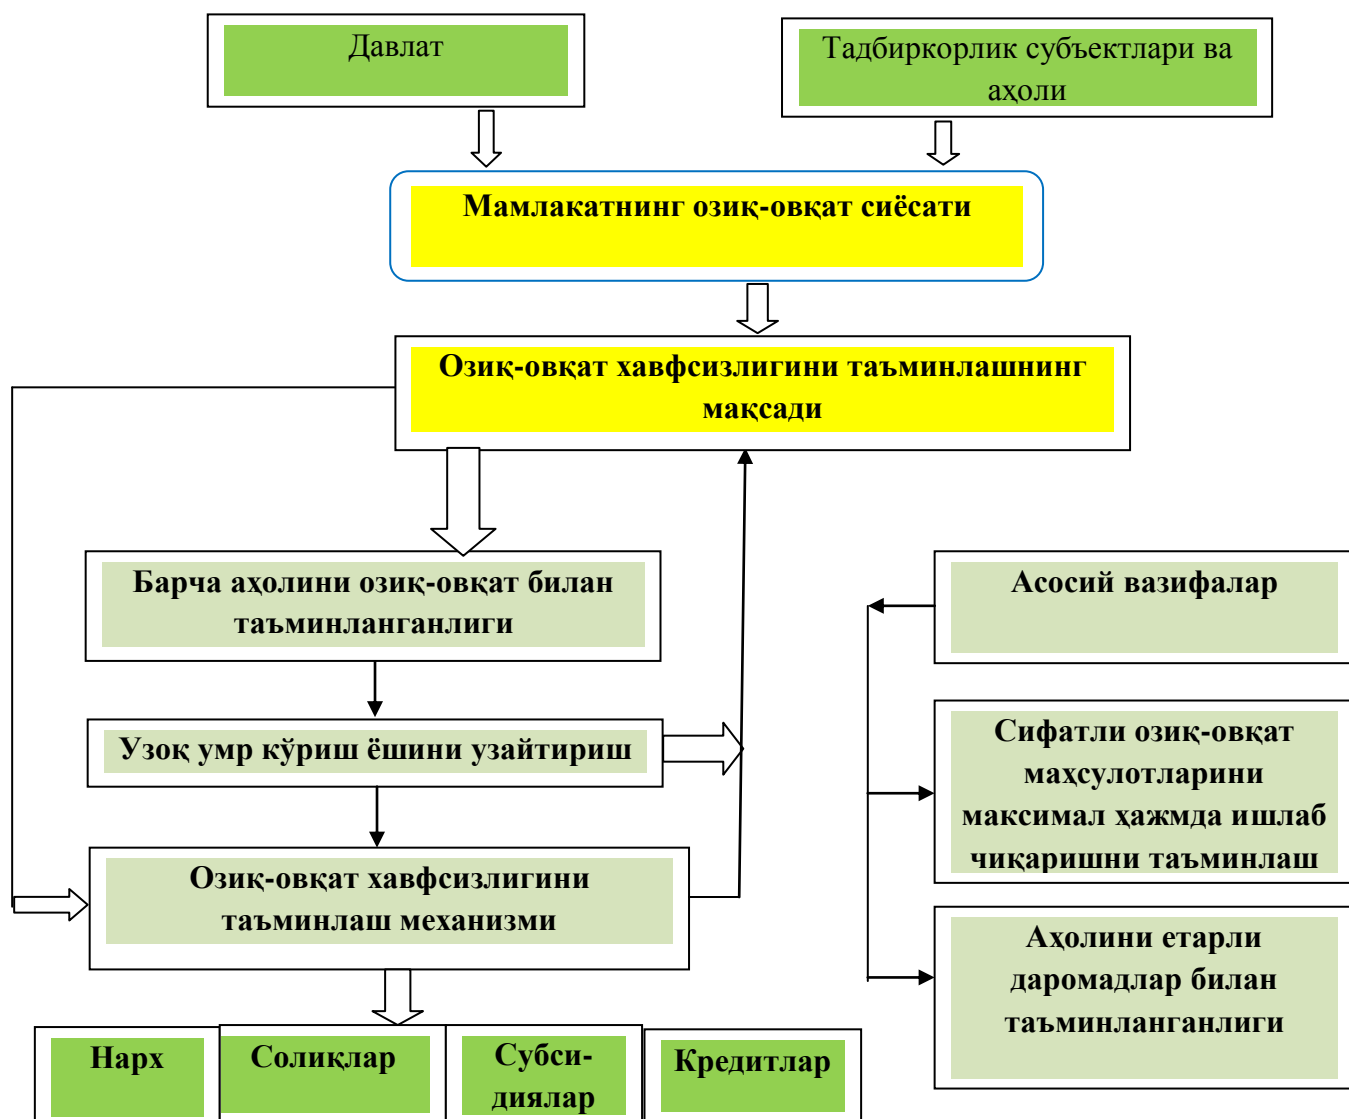 Давлат
Тадбиркорлик субъектлари ва
аҳоли
Мамлакатнинг озиқ-овқат сиёсати
Озиқ-овқат хавфсизлигини таъминлашнинг
мақсади
Барча аҳолини озиқ-овқат билан
таъминланганлиги
Узоқ умр кўриш ёшини узайтириш
Озиқ-овқат хавфсизлигини
таъминлаш механизми
Нарх
Солиқлар
Субси-
диялар
Кредитлар
Асосий вазифалар
Сифатли озиқ-овқат
маҳсулотларини
максимал ҳажмда ишлаб
чиқаришни таъминлаш
Аҳолини етарли
даромадлар билан
таъминланганлиги